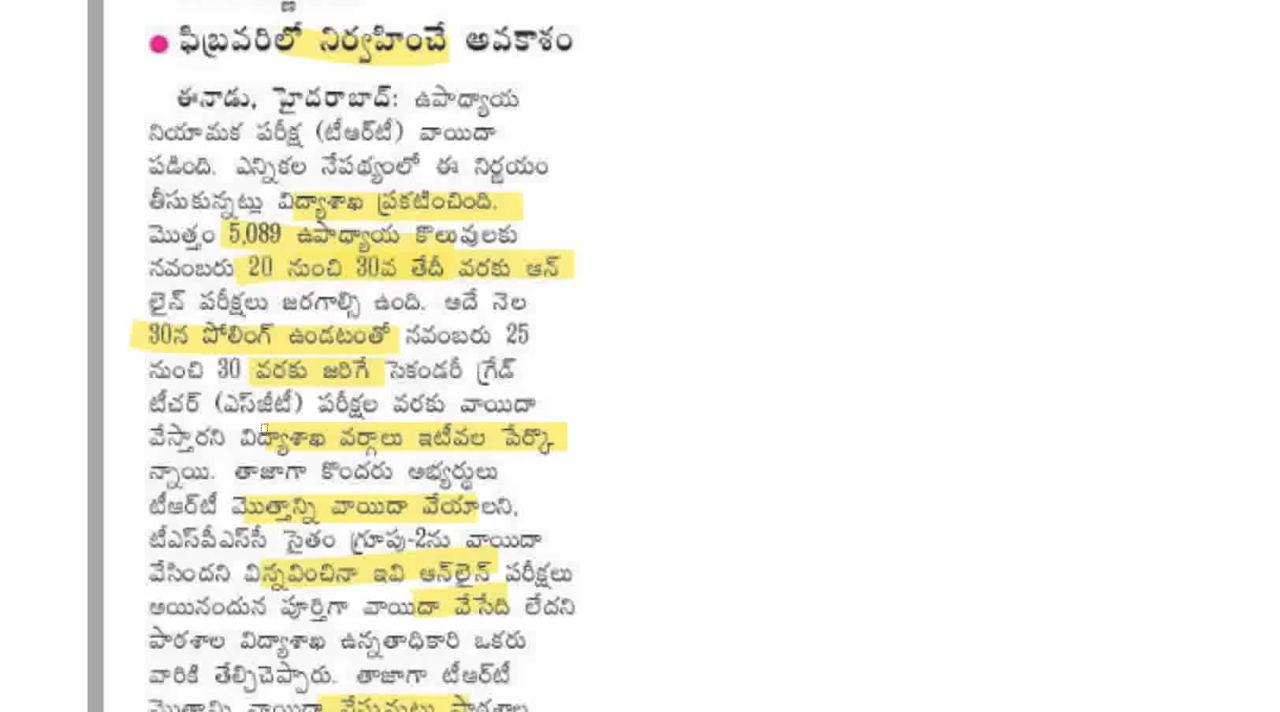 ఫిబ్రవరిలో నిర్వహించే అవకాశం
ఈనాడు, హైదరాబాద్: ఉపాధ్యాయ
నియామక పరీక్ష (టీఆర్‌టీ) వాయిదా
పడింది. ఎన్నికల నేపథ్యంలో ఈ నిర్ణయం
తీసుకున్నట్లు విద్యాశాఖ ప్రకటించింది.
మొత్తం 5,089 ఉపాధ్యాయ కొలువులకు
నవంబరు 20 నుంచి 30వ తేదీ వరకు ఆన్
లైన్ పరీక్షలు జరగాల్సి ఉంది. అదే నెల
30న పోలింగ్ ఉండటంతో నవంబరు 25
నుంచి 30 వరకు జరిగే సెకండరీ గ్రేడ్
టీచర్ (ఎస్‌జీటీ) పరీక్షల వరకు వాయిదా
వేస్తారని విద్యాశాఖ వర్గాలు ఇటీవల పేర్కొ
న్నాయి. తాజాగా కొందరు అభ్యర్థులు
టీఆర్‌టీ మొత్తాన్ని వాయిదా వేయాలని,
టీఎస్‌పీఎస్‌సీ సైతం గ్రూపు-2ను వాయిదా
వేసిందని విన్నవించినా ఇవి ఆన్‌లైన్ పరీక్షలు
అయినందున పూర్తిగా వాయిదా వేసేది లేదని
పాఠశాల విద్యాశాఖ ఉన్నతాధికారి ఒకరు
వారికి తేల్చిచెప్పారు. తాజాగా టీఆర్‌టీ
మొత్తాన్ని వాయిదా వేస్తున్నట్లు పాఠశాల